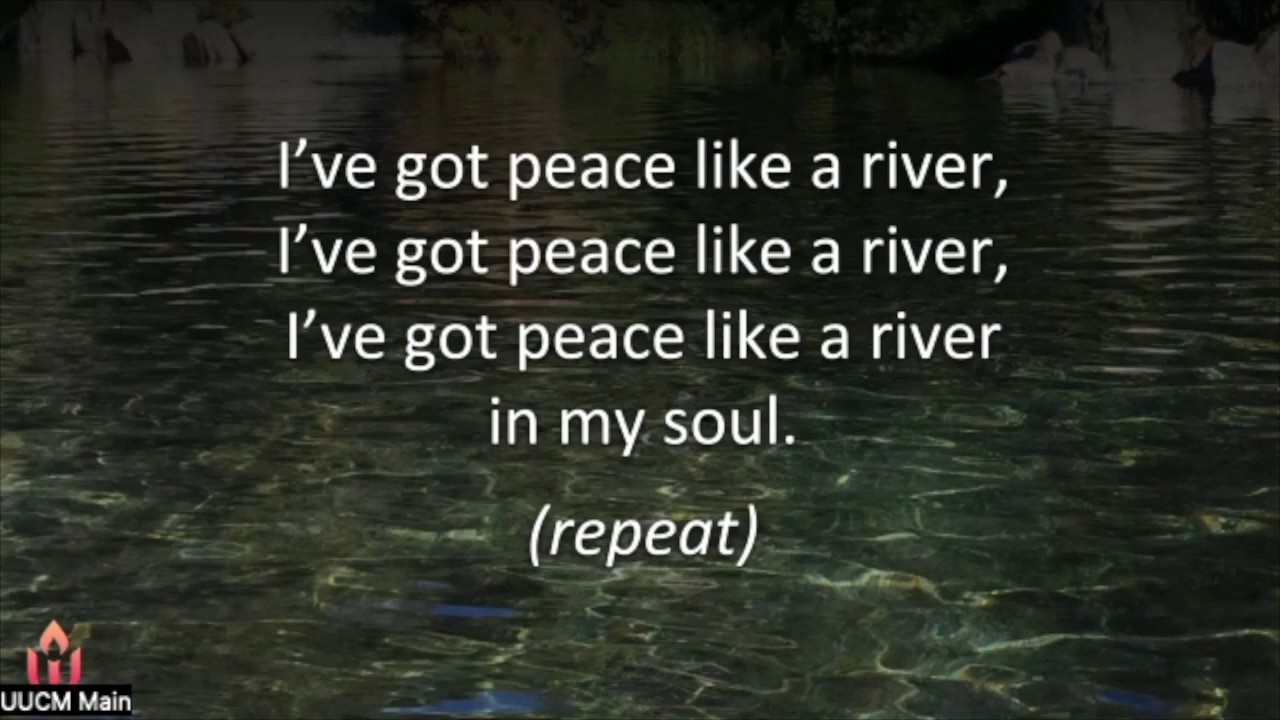 I’ve got peace like a river,
I’ve got peace like a river,
I’ve got peace like a river
in my soul.
(repeat)
UUCM Main